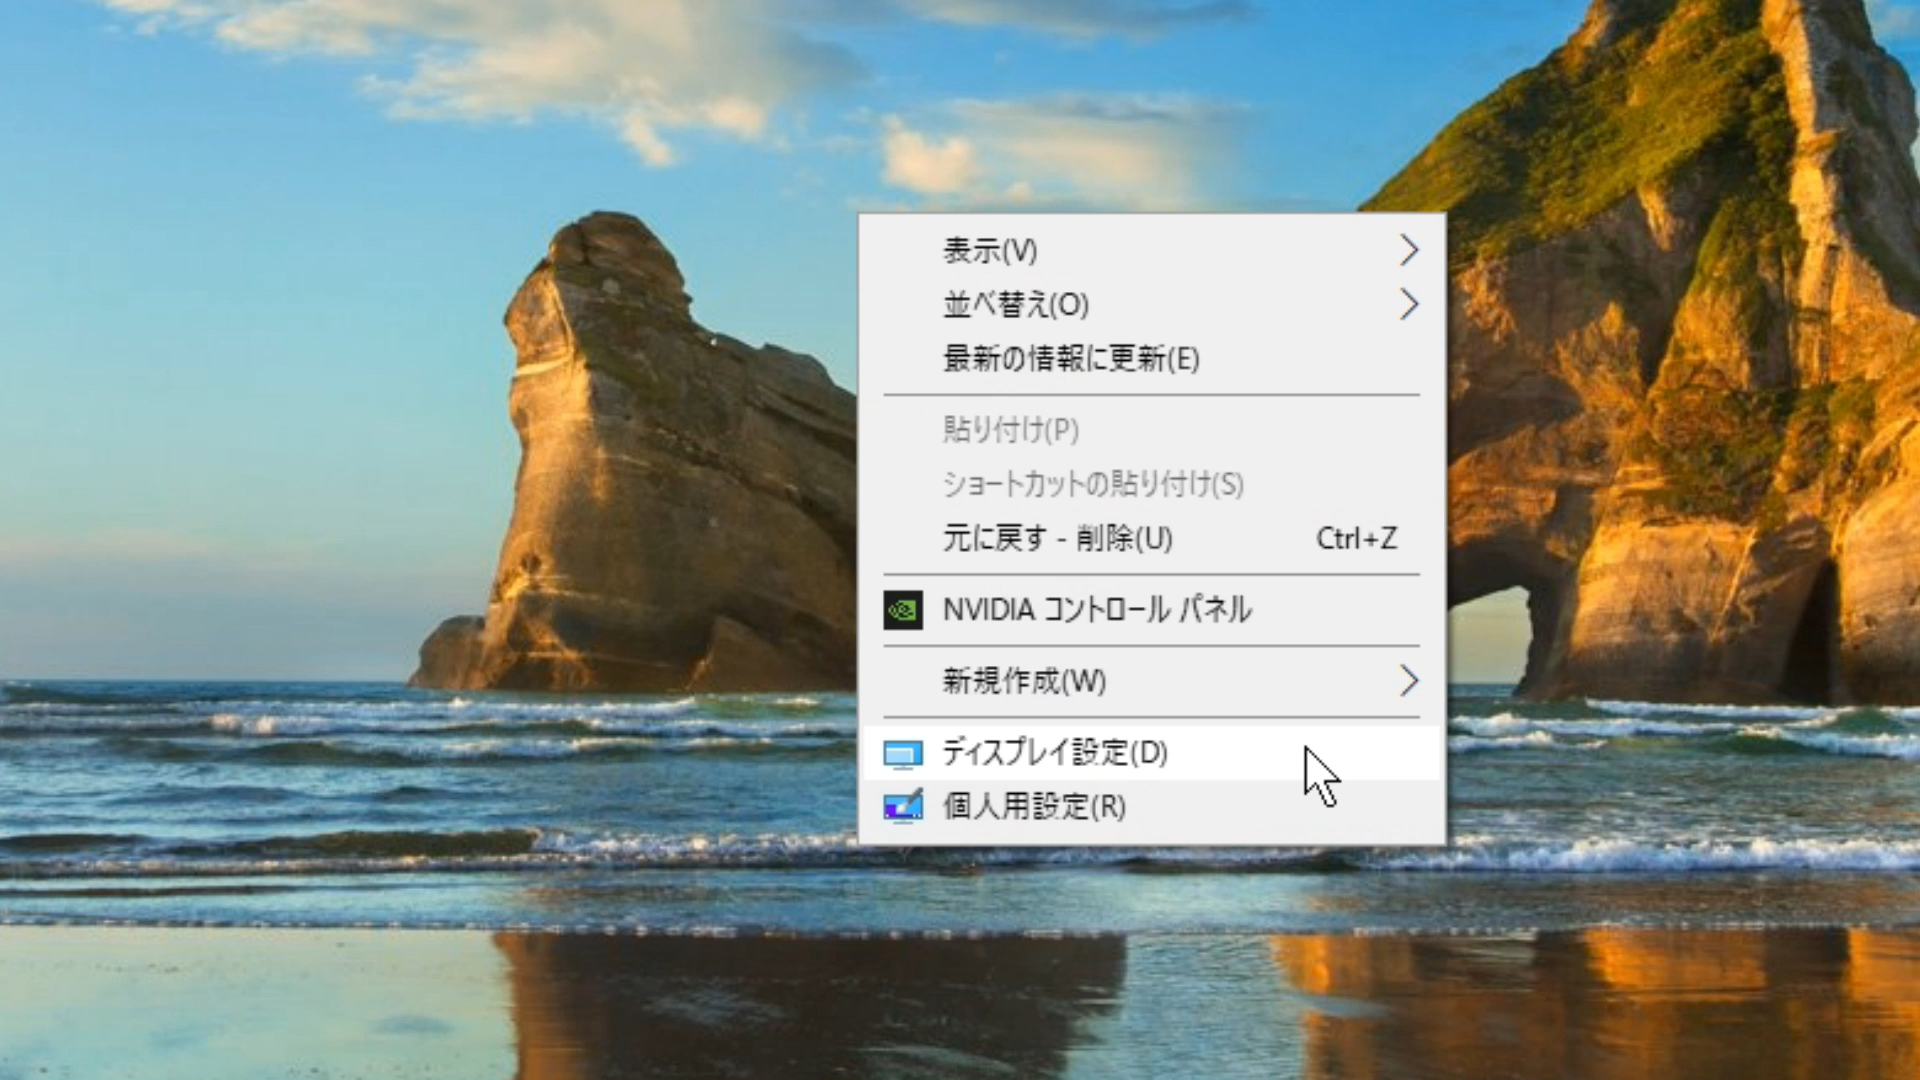 表示(V)
並べ替え(O)
最新の情報に更新(E)
貼り付け(P)
ショートカットの貼り付け(S)
元に戻す - 削除(U) Ctrl+Z
NVIDIA コントロール パネル
新規作成(W)
ディスプレイ設定(D)
個人用設定(R)